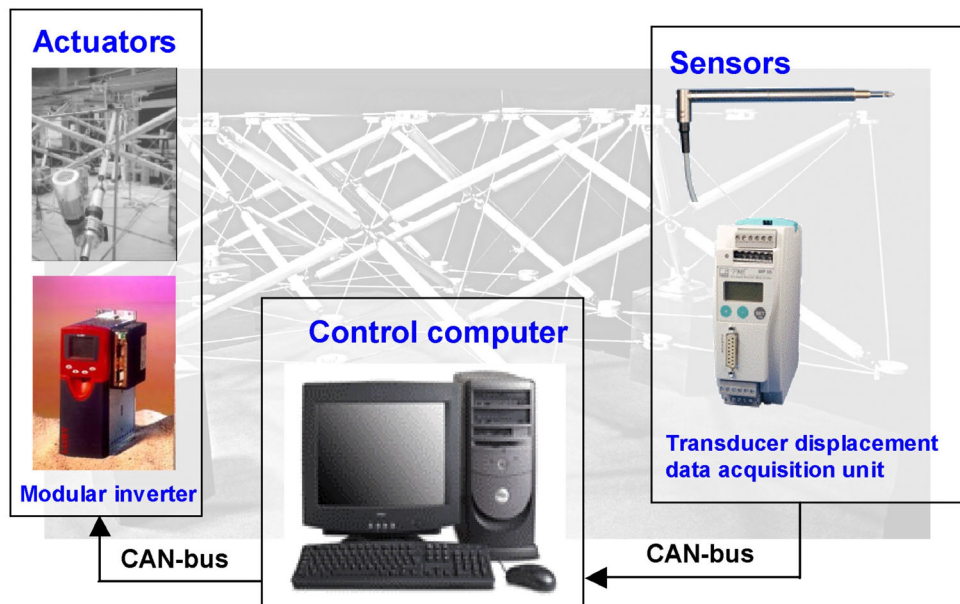 Actuators
Modular inverter
Control computer
Sensors
Transducer displacement
data acquisition unit
CAN-bus
CAN-bus